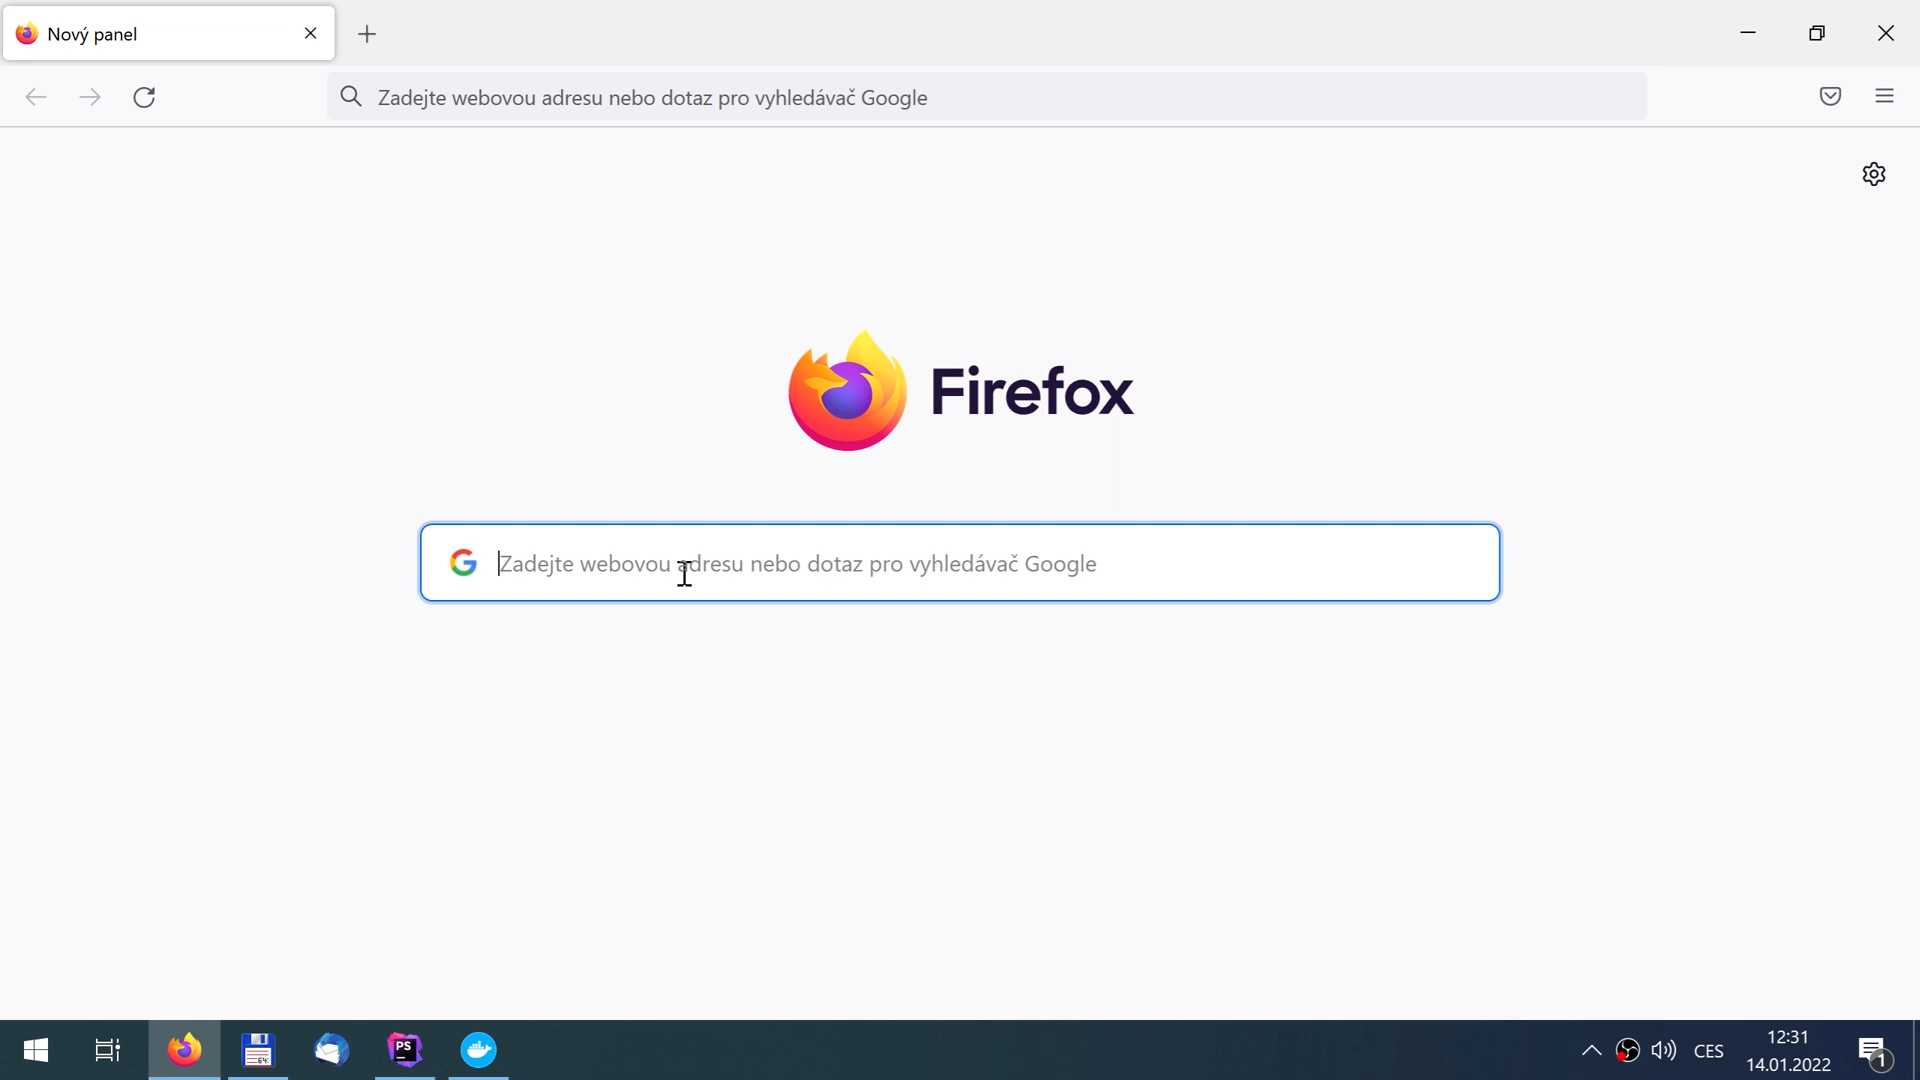 Nový panel
Zadejte webovou adresu nebo dotaz pro vyhledávač Google
Firefox
Zadejte webovou adresu nebo dotaz pro vyhledávač Google
PS
64
CES
12:31
14.01.2022
1